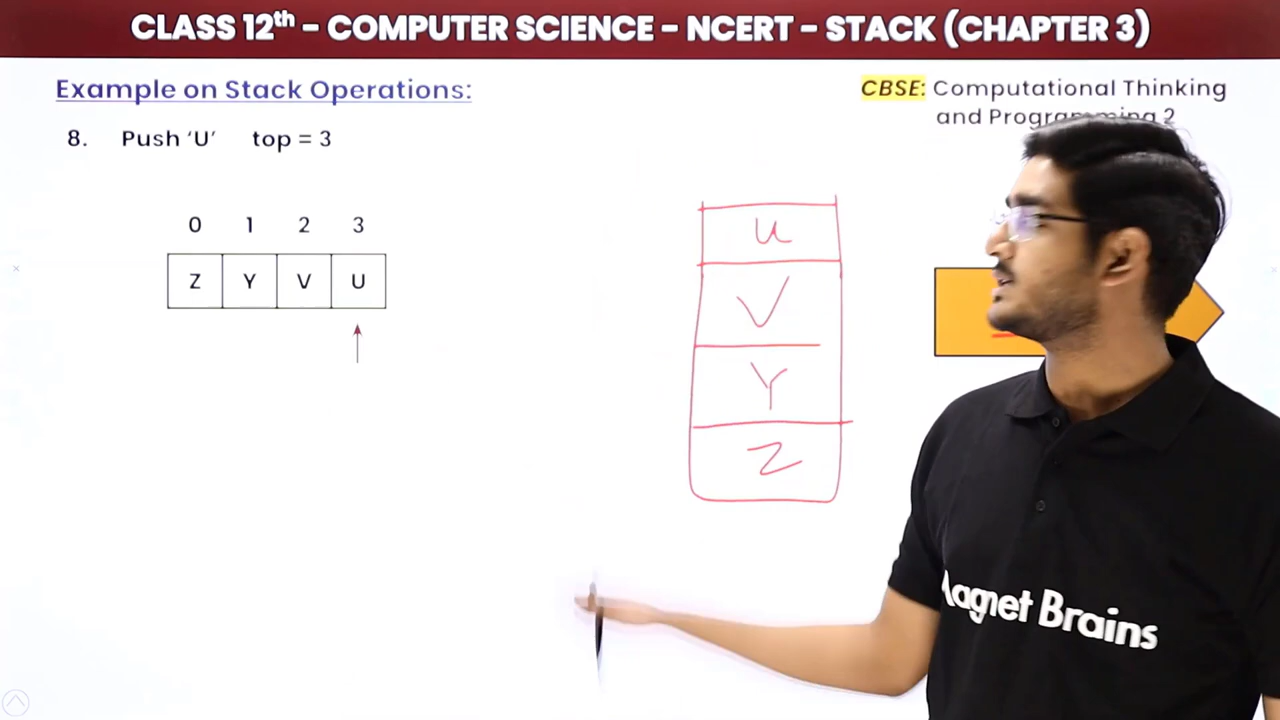 CLASS 12th – COMPUTER SCIENCE – NCERT – STACK (CHAPTER 3)
Example on Stack Operations:
CBSE: Computational Thinking
and Programming 2
8. Push ‘U’ top = 3
0 1 2 3
Z Y V U
U
V
Y
Z
Magnet Brains